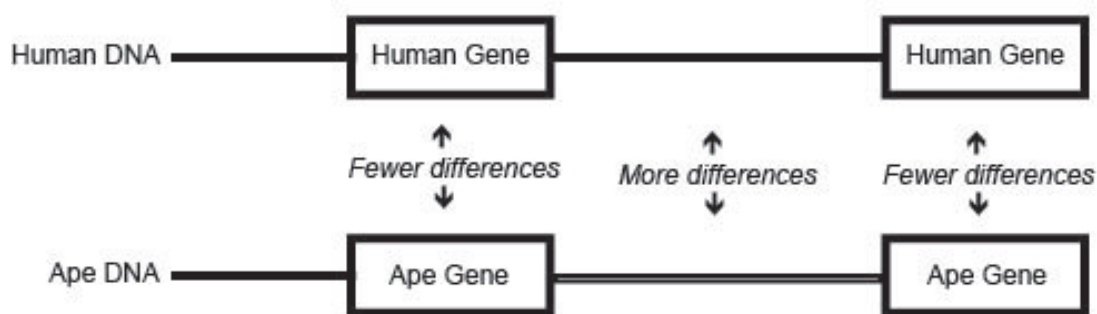 Human DNA Human Gene Human Gene
Fewer differences More differences Fewer differences
Ape DNA Ape Gene Ape Gene